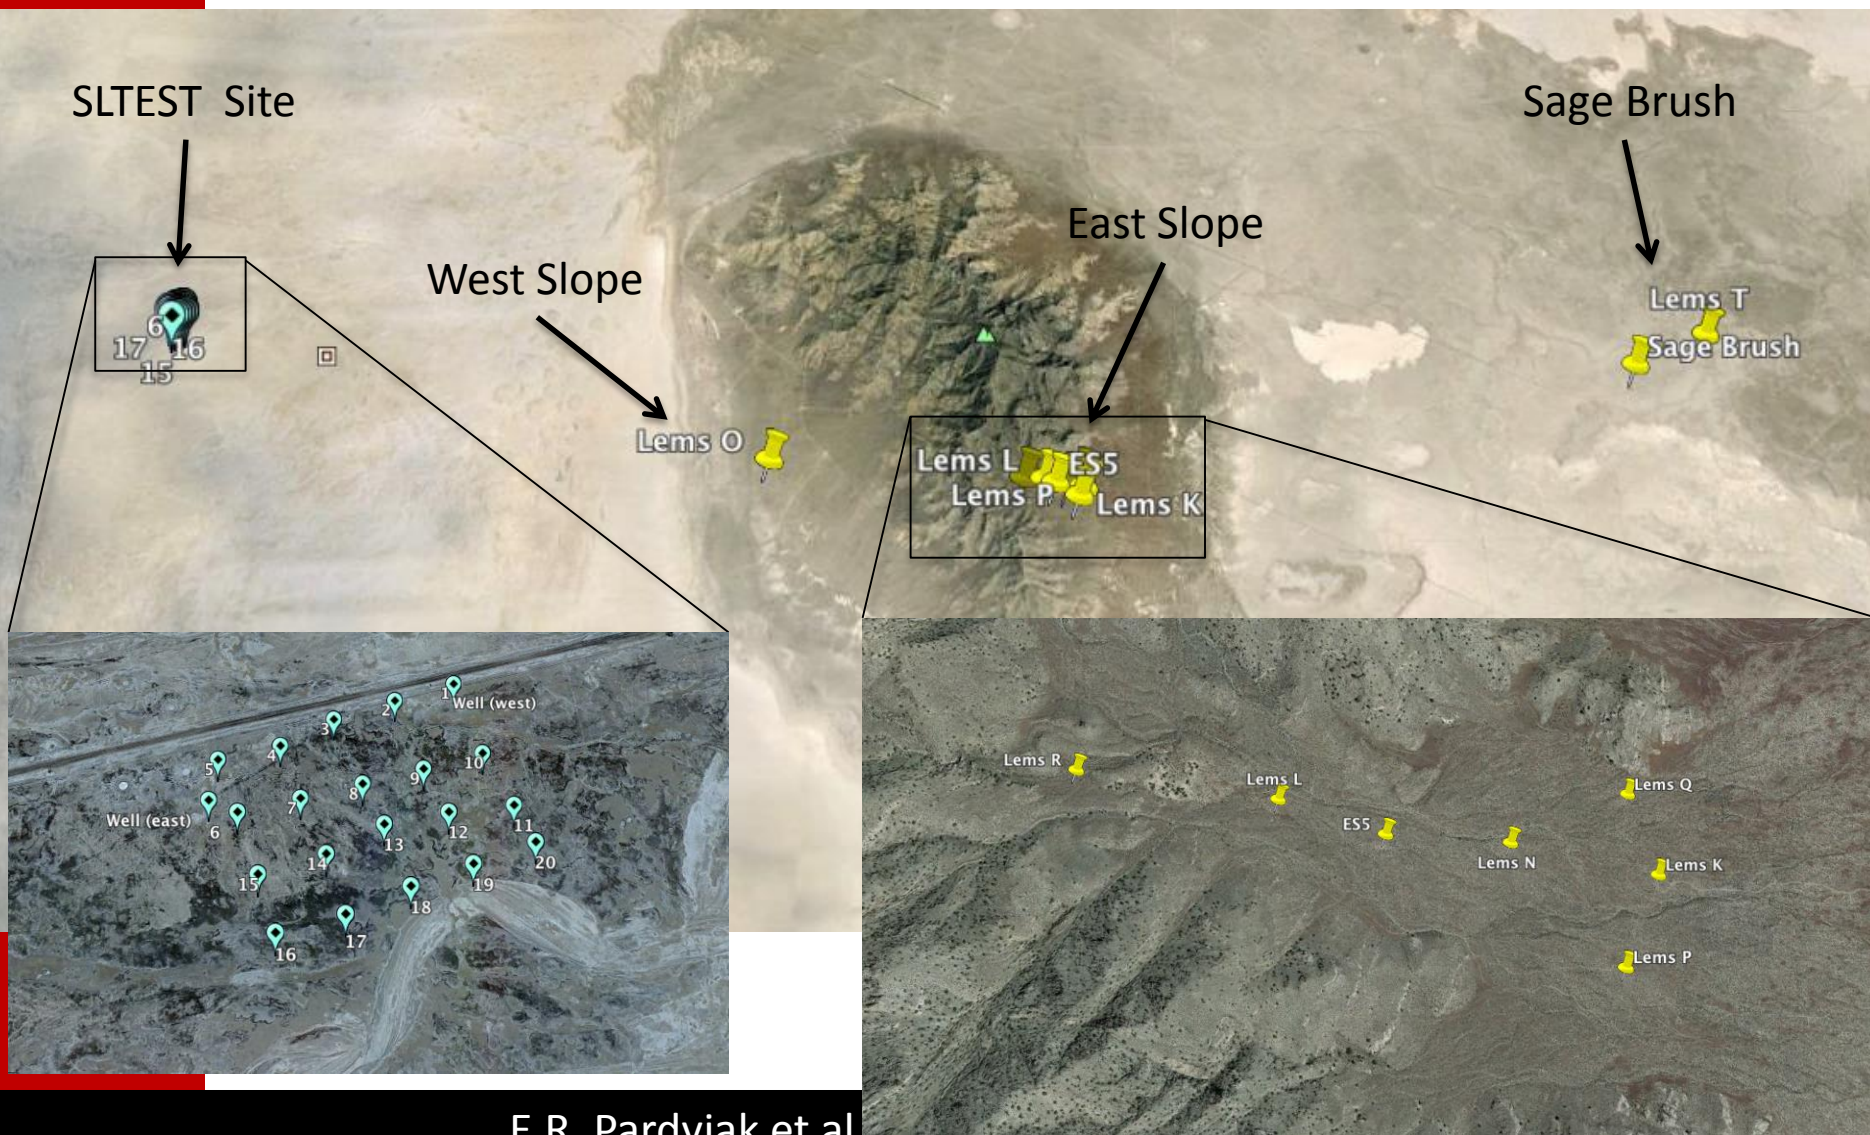 SLTEST Site
Sage Brush
East Slope
West Slope
Lems T
Sage Brush
6
17
16
15
Lems O
Lems L
ES5
Lems P
Lems K
1
Well (west)
2
3
4
5
10
9
8
7
Well (east)
6
11
12
13
20
14
15
19
18
17
16
Lems R
Lems L
Lems Q
ES5
Lems N
Lems K
Lems P
E.R. Pardyjak et al